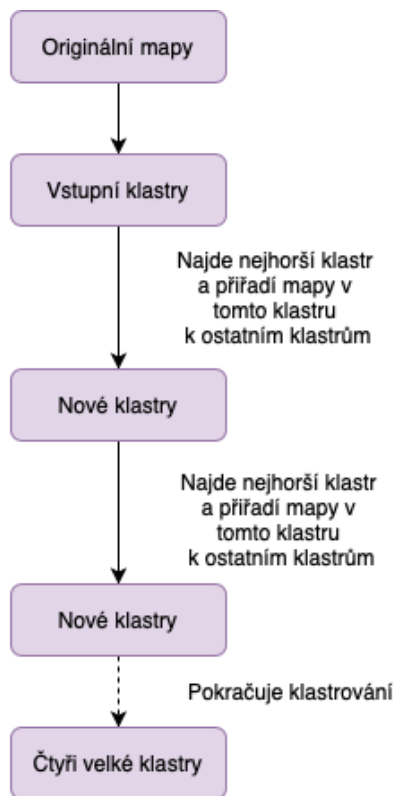 Originální mapy
Vstupní klastry
Najde nejhorší klastr
a přiřadí mapy v
tomto klastru
k ostatním klastrům
Nové klastry
Najde nejhorší klastr
a přiřadí mapy v
tomto klastru
k ostatním klastrům
Nové klastry
Pokračuje klastrování
Čtyři velké klastry